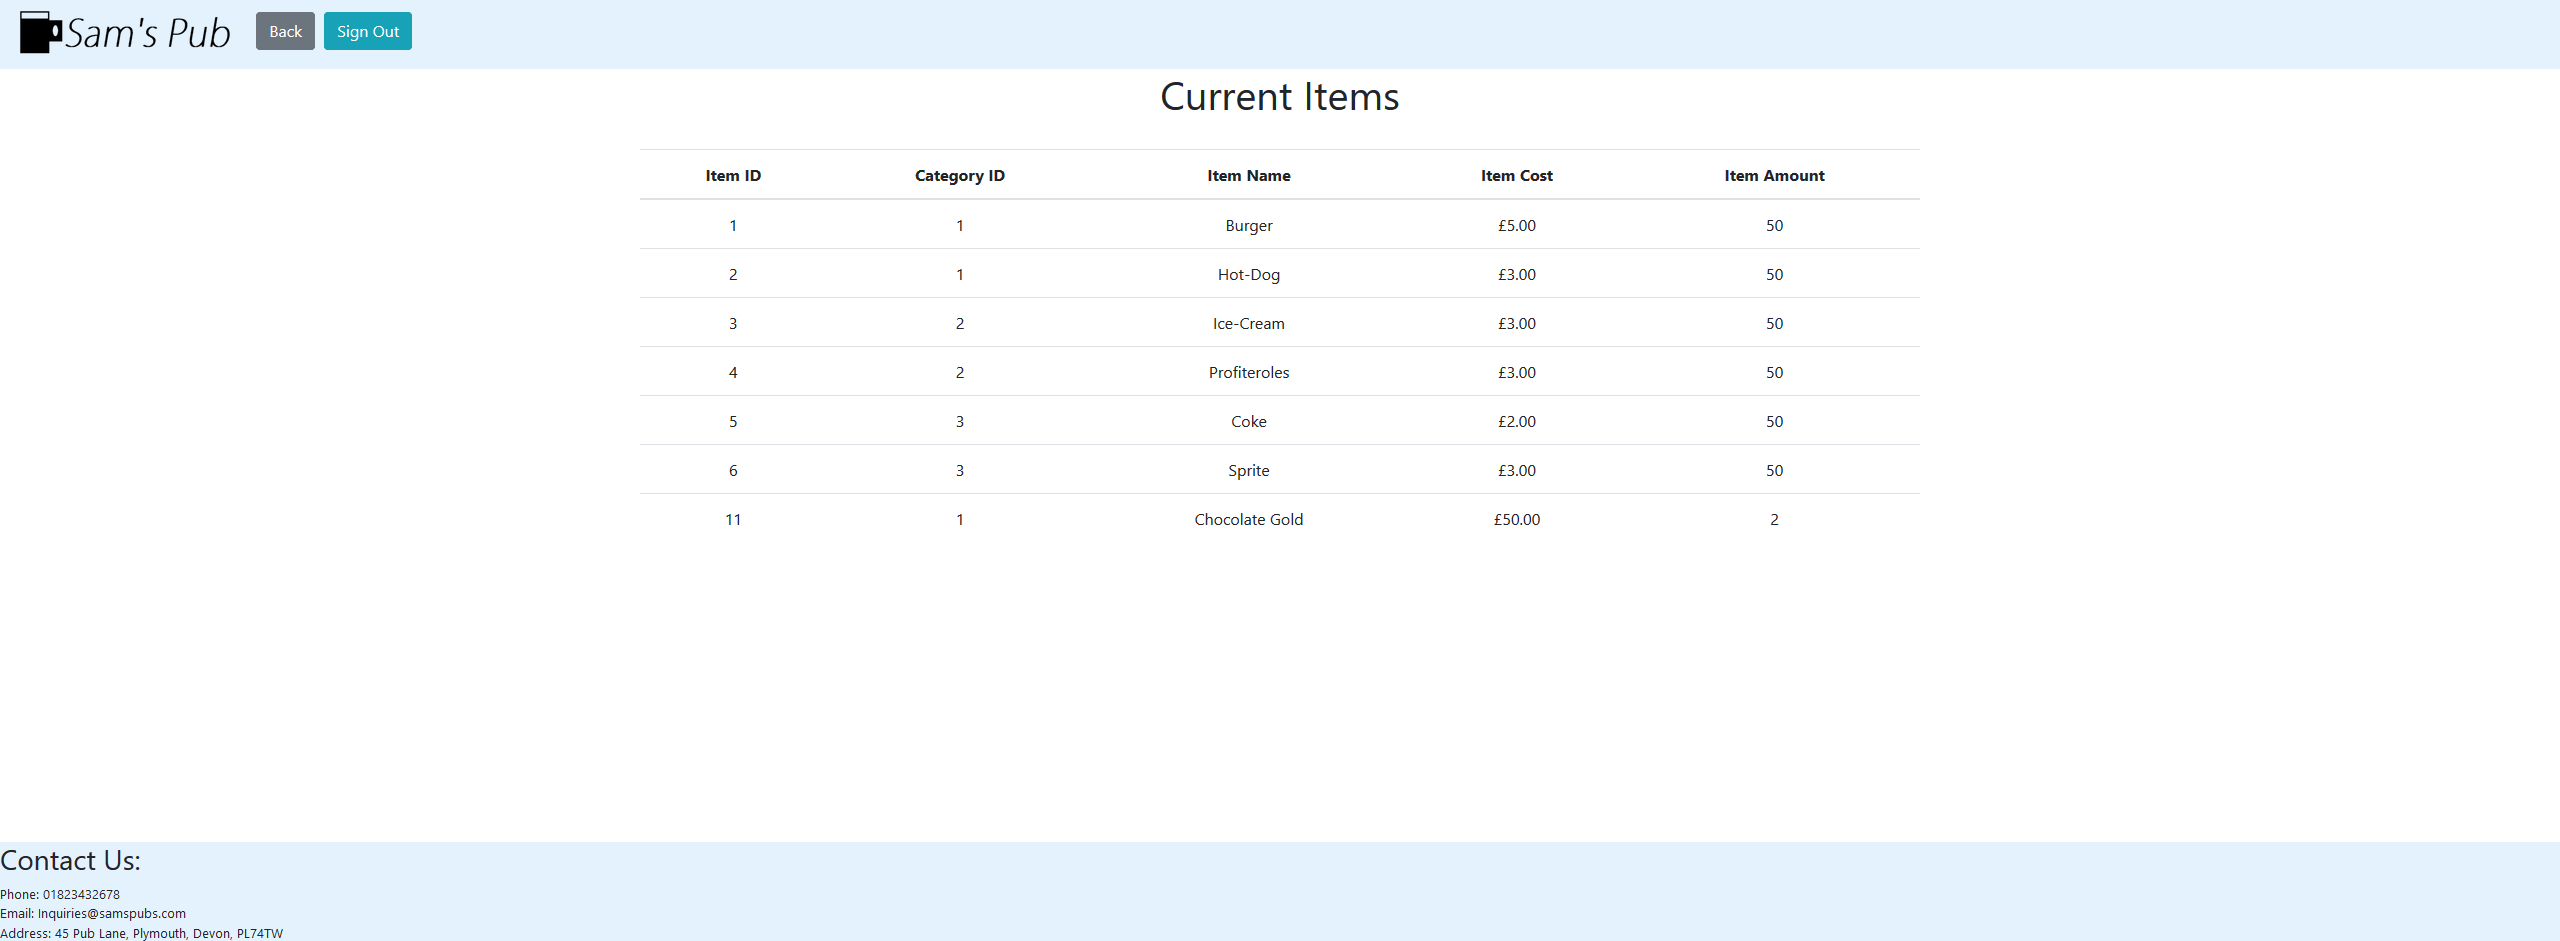 Sam's Pub Back Sign Out
Current Items
Item ID Category ID Item Name Item Cost Item Amount
1 1 Burger £5.00 50
2 1 Hot-Dog £3.00 50
3 2 Ice-Cream £3.00 50
4 2 Profiteroles £3.00 50
5 3 Coke £2.00 50
6 3 Sprite £3.00 50
11 1 Chocolate Gold £50.00 2
Contact Us:
Phone: 01823432678
Email: Inquiries@samspubs.com
Address: 45 Pub Lane, Plymouth, Devon, PL74TW